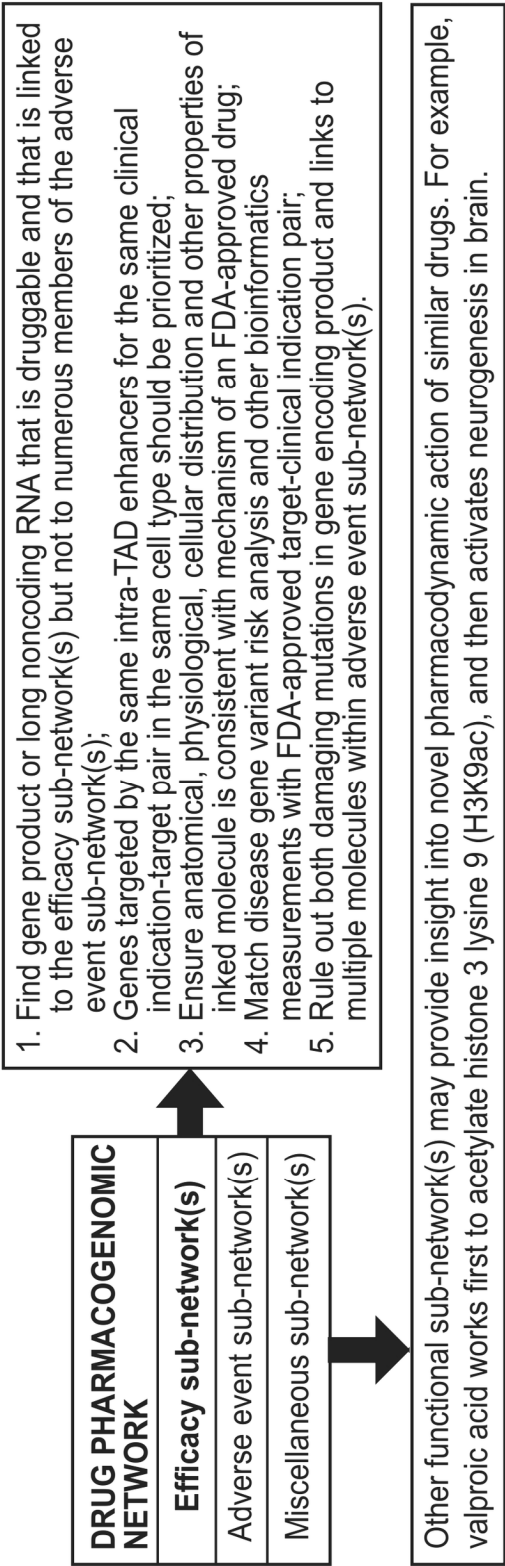 DRUG PHARMACOGENOMIC
NETWORK
Efficacy sub-network(s)
Adverse event sub-network(s)
Miscellaneous sub-network(s)
1. Find gene product or long noncoding RNA that is druggable and that is linked
to the efficacy sub-network(s) but not to numerous members of the adverse
event sub-network(s);
2. Genes targeted by the same intra-TAD enhancers for the same clinical
indication-target pair in the same cell type should be prioritized;
3. Ensure anatomical, physiological, cellular distribution and other properties of
inked molecule is consistent with mechanism of an FDA-approved drug;
4. Match disease gene variant risk analysis and other bioinformatics
measurements with FDA-approved target-clinical indication pair;
5. Rule out both damaging mutations in gene encoding product and links to
multiple molecules within adverse event sub-network(s).
Other functional sub-network(s) may provide insight into novel pharmacodynamic action of similar drugs. For example,
valproic acid works first to acetylate histone 3 lysine 9 (H3K9ac), and then activates neurogenesis in brain.